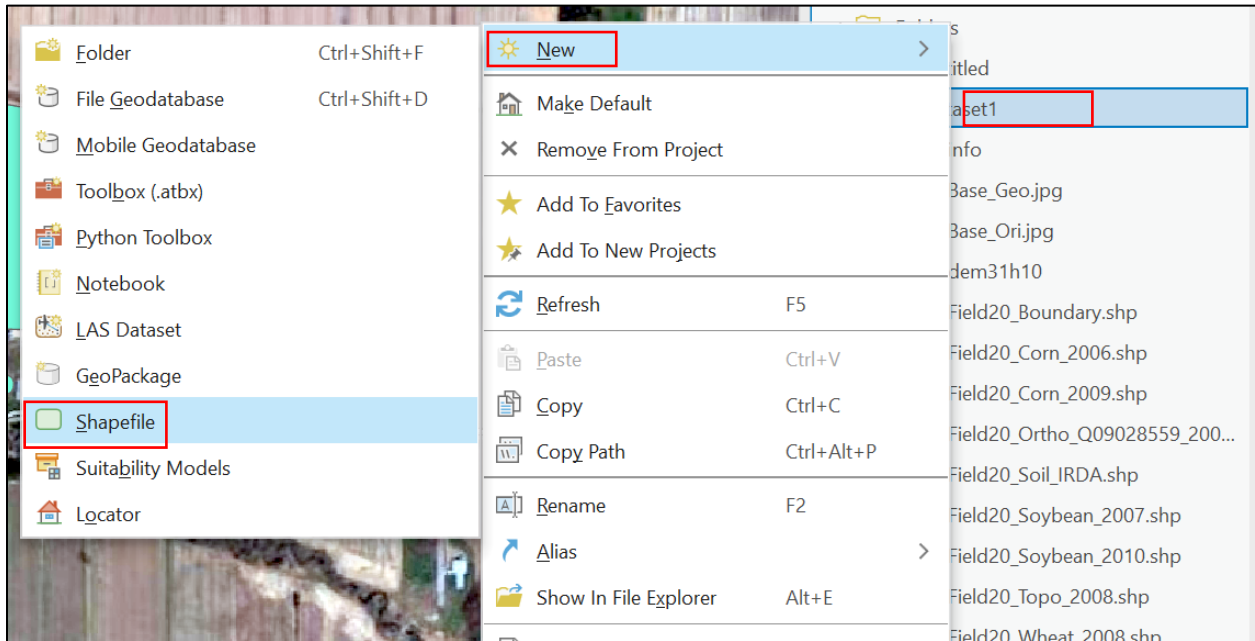 Folder Ctrl+Shift+F
File Geodatabase Ctrl+Shift+D
Mobile Geodatabase
Toolbox (.atbx)
Python Toolbox
Notebook
LAS Dataset
GeoPackage
Shapefile
Suitability Models
Locator
New
Make Default
Remove From Project
Add To Favorites
Add To New Projects
Refresh F5
Paste Ctrl+V
Copy Ctrl+C
Copy Path Ctrl+Alt+P
Rename F2
Alias
Show In File Explorer Alt+E
s
itled
aset1
nfo
Base_Geo.jpg
Base_Ori.jpg
dem31h10
Field20_Boundary.shp
Field20_Corn_2006.shp
Field20_Corn_2009.shp
Field20_Ortho_Q09028559_200...
Field20_Soil_IRDA.shp
Field20_Soybean_2007.shp
Field20_Soybean_2010.shp
Field20_Topo_2008.shp
Field20_Wheat_2008.shp